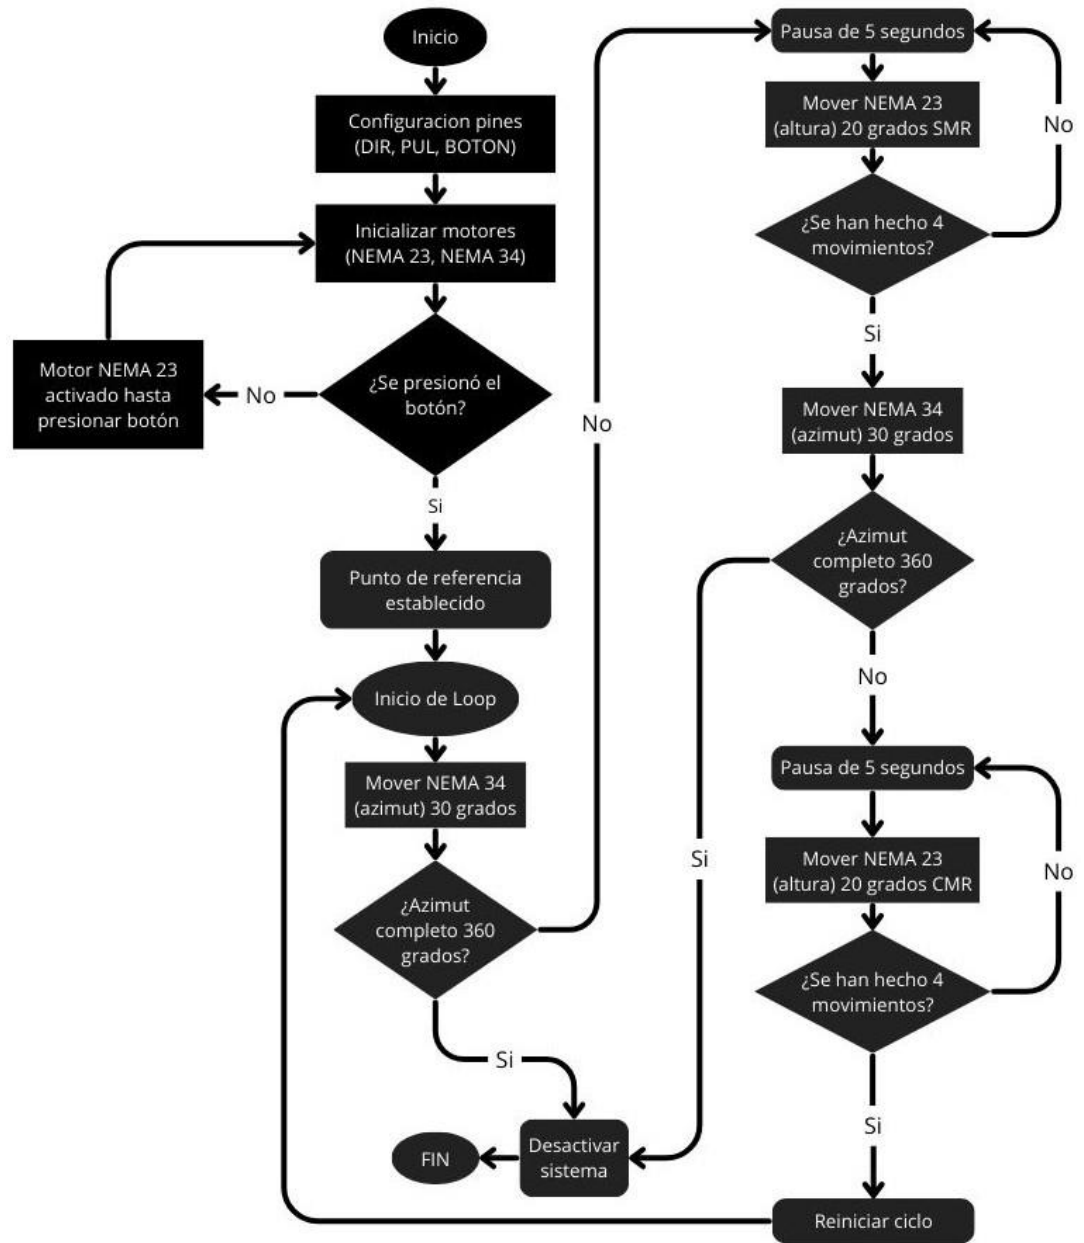 Inicio
Configuracion pines
(DIR, PUL, BOTON)
Inicializar motores
(NEMA 23, NEMA 34)
¿Se presionó el
botón?
No
Motor NEMA 23
activado hasta
presionar botón
Si
Punto de referencia
establecido
Inicio de Loop
Mover NEMA 34
(azimut) 30 grados
¿Azimut
completo 360
grados?
No
Si
Desactivar
sistema
FIN
Pausa de 5 segundos
Mover NEMA 23
(altura) 20 grados SMR
¿Se han hecho 4
movimientos?
No
Si
Mover NEMA 34
(azimut) 30 grados
¿Azimut
completo 360
grados?
Si
No
Pausa de 5 segundos
Mover NEMA 23
(altura) 20 grados CMR
¿Se han hecho 4
movimientos?
No
Si
Reiniciar ciclo